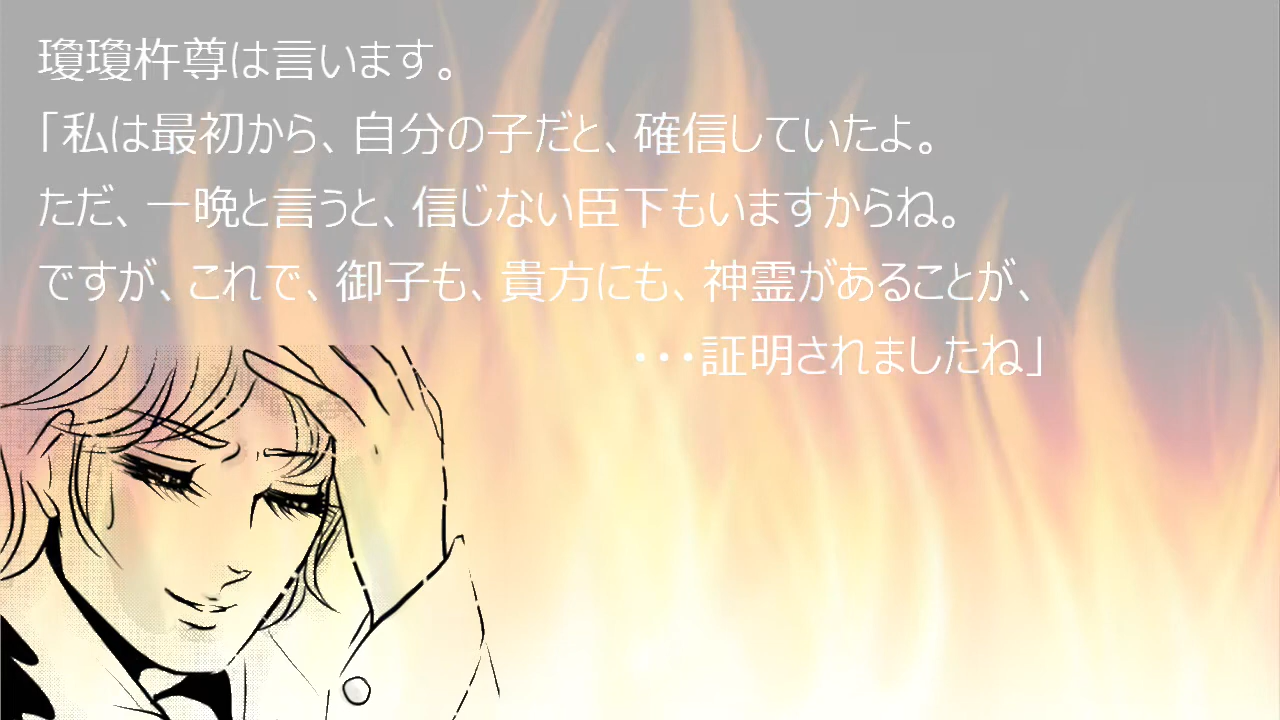 瓊瓊杵尊は言います。
「私は最初から、自分の子だと、確信していたよ。
ただ、一晩と言うと、信じない臣下もいますからね。
ですが、これで、御子も、貴方にも、神霊があることが、
・・・証明されましたね」